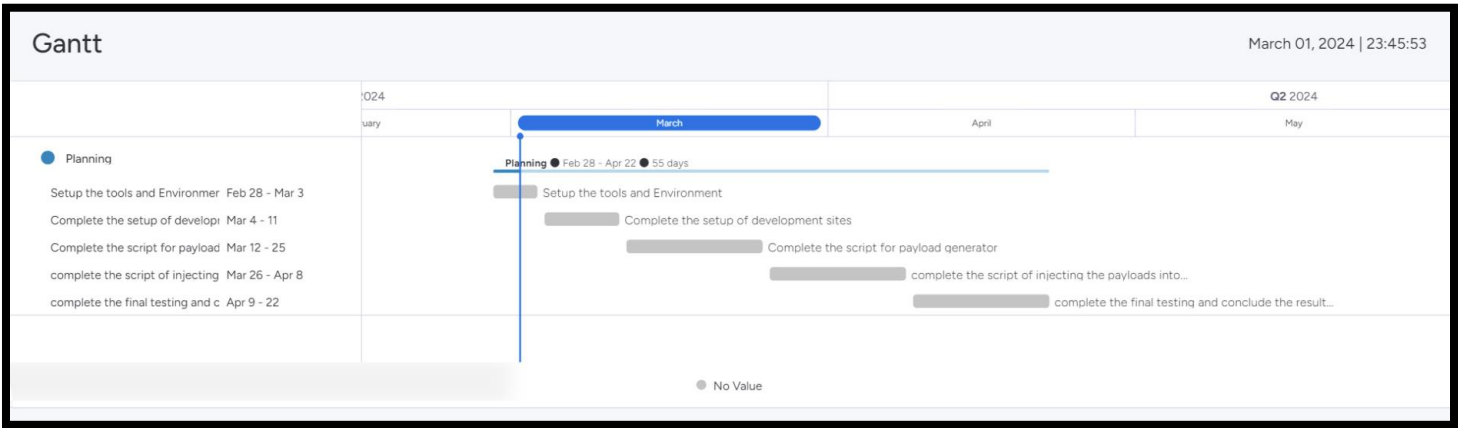 Gantt
March 01, 2024 | 23:45:53
2024
Q2 2024
uary
March
April
May
Planning
Planning ● Feb 28 - Apr 22 ● 55 days
Setup the tools and Environmer Feb 28 - Mar 3
Setup the tools and Environment
Complete the setup of develop Mar 4 - 11
Complete the setup of development sites
Complete the script for payload Mar 12 - 25
Complete the script for payload generator
complete the script of injecting Mar 26 - Apr 8
complete the script of injecting the payloads into...
complete the final testing and c Apr 9 - 22
complete the final testing and conclude the result...
No Value